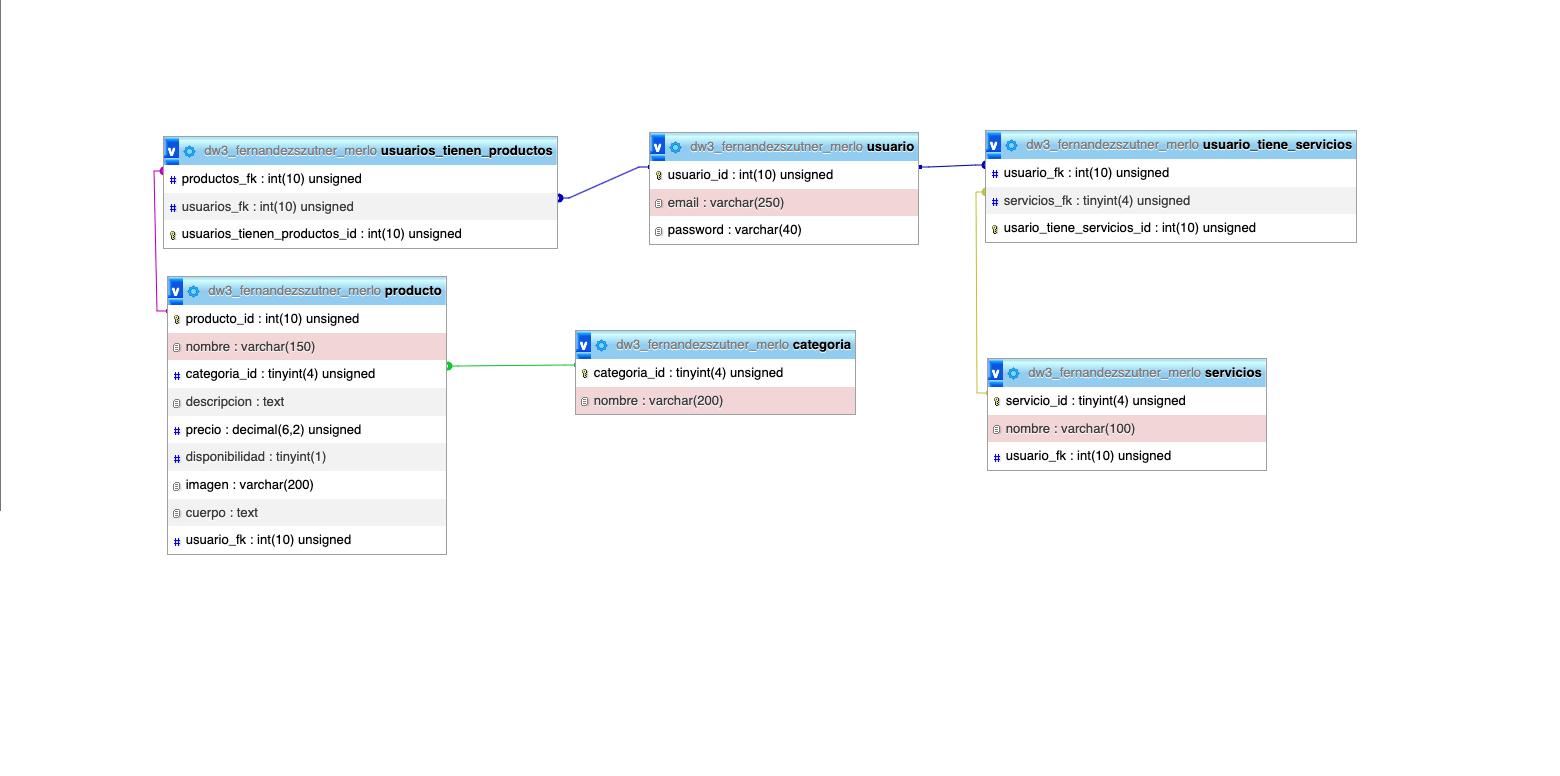 v dw3_fernandezszutner_merlo usuarios_tienen_productos
# productos_fk : int(10) unsigned
# usuarios_fk : int(10) unsigned
usuarios_tienen_productos_id : int(10) unsigned
v dw3_fernandezszutner_merlo usuario
usuario_id : int(10) unsigned
email : varchar(250)
password : varchar(40)
v dw3_fernandezszutner_merlo usuario_tiene_servicios
# usuario_fk : int(10) unsigned
# servicios_fk : tinyint(4) unsigned
usario_tiene_servicios_id : int(10) unsigned
v dw3_fernandezszutner_merlo producto
producto_id : int(10) unsigned
nombre : varchar(150)
# categoria_id : tinyint(4) unsigned
descripcion : text
# precio : decimal(6,2) unsigned
# disponibilidad : tinyint(1)
imagen : varchar(200)
cuerpo : text
# usuario_fk : int(10) unsigned
v dw3_fernandezszutner_merlo categoria
categoria_id : tinyint(4) unsigned
nombre : varchar(200)
v dw3_fernandezszutner_merlo servicios
servicio_id : tinyint(4) unsigned
nombre : varchar(100)
# usuario_fk : int(10) unsigned